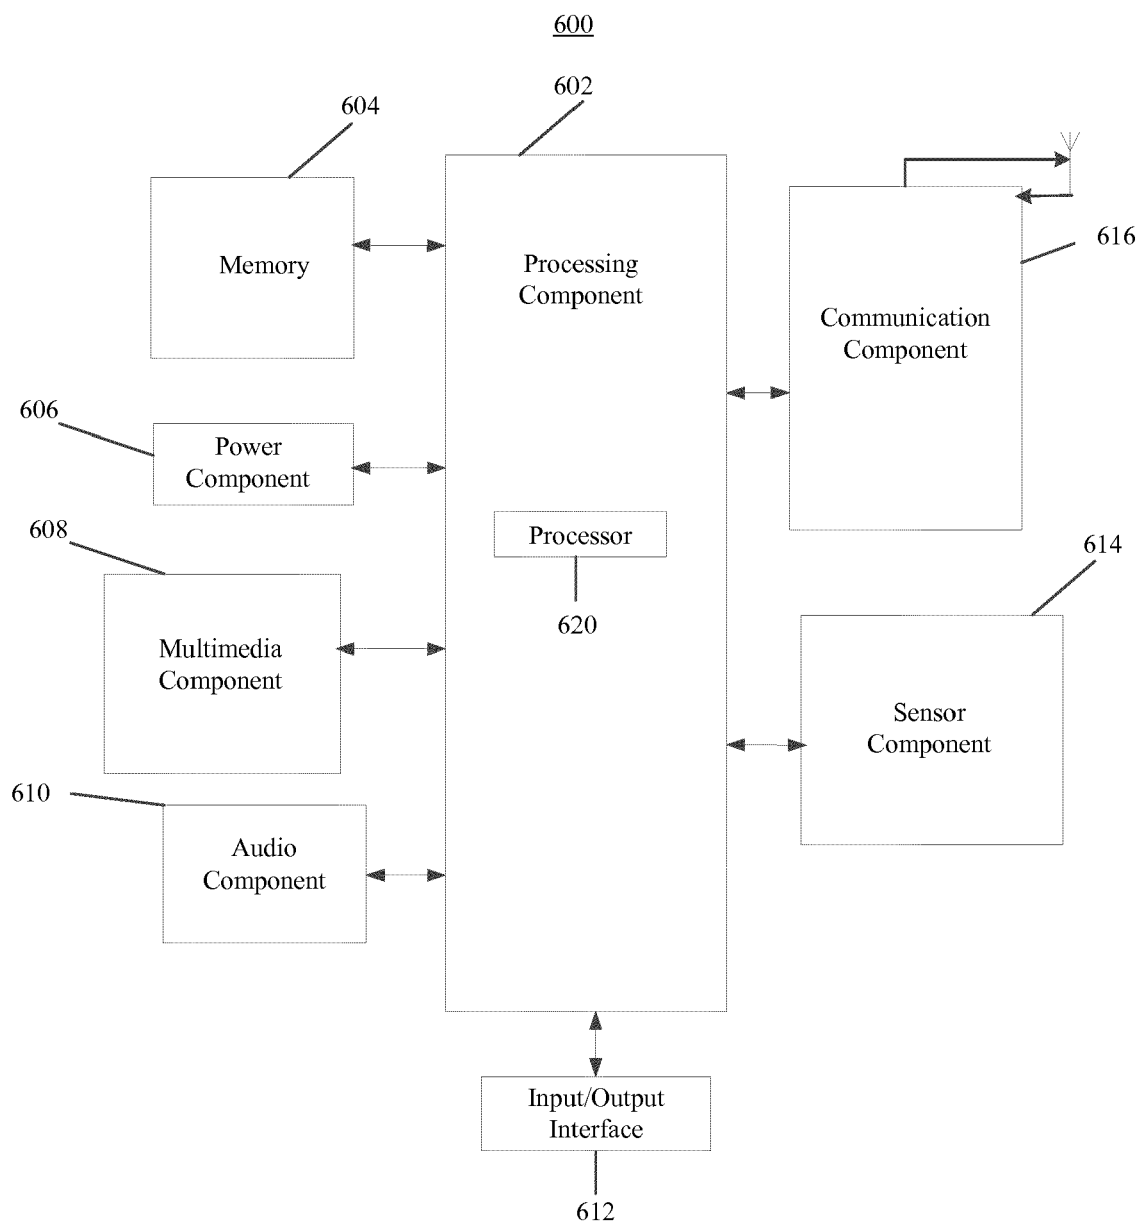 600
602
604
Memory
Processing
Component
616
Communication
Component
606
Power
Component
608
Processor
620
614
Multimedia
Component
Sensor
Component
610
Audio
Component
Input/Output
Interface
612